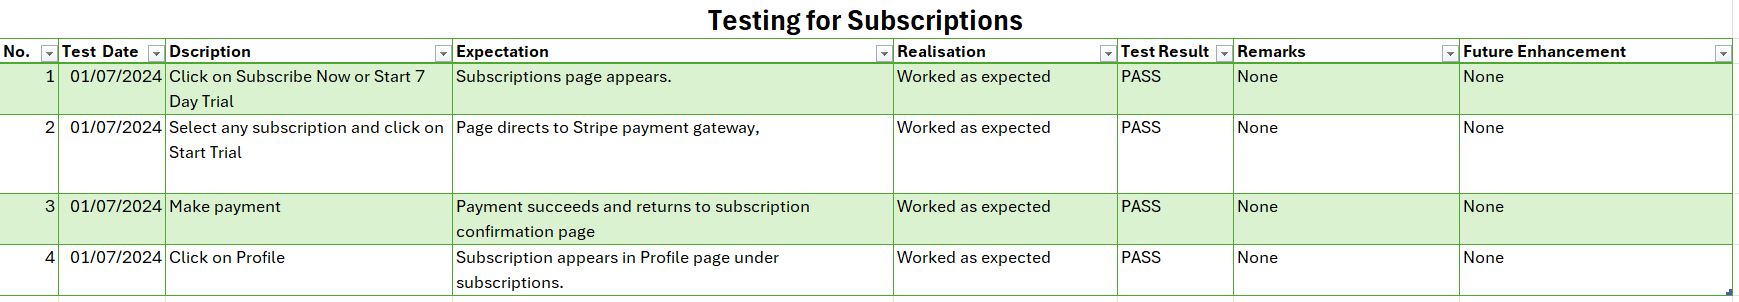 Testing for Subscriptions
No. Test Date Dscription Expectation Realisation Test Result Remarks Future Enhancement
1 01/07/2024 Click on Subscribe Now or Start 7 Subscriptions page appears. Worked as expected PASS None None
Day Trial
2 01/07/2024 Select any subscription and click on Page directs to Stripe payment gateway, Worked as expected PASS None None
Start Trial
3 01/07/2024 Make payment Payment succeeds and returns to subscription Worked as expected PASS None None
confirmation page
4 01/07/2024 Click on Profile Subscription appears in Profile page under Worked as expected PASS None None
subscriptions.